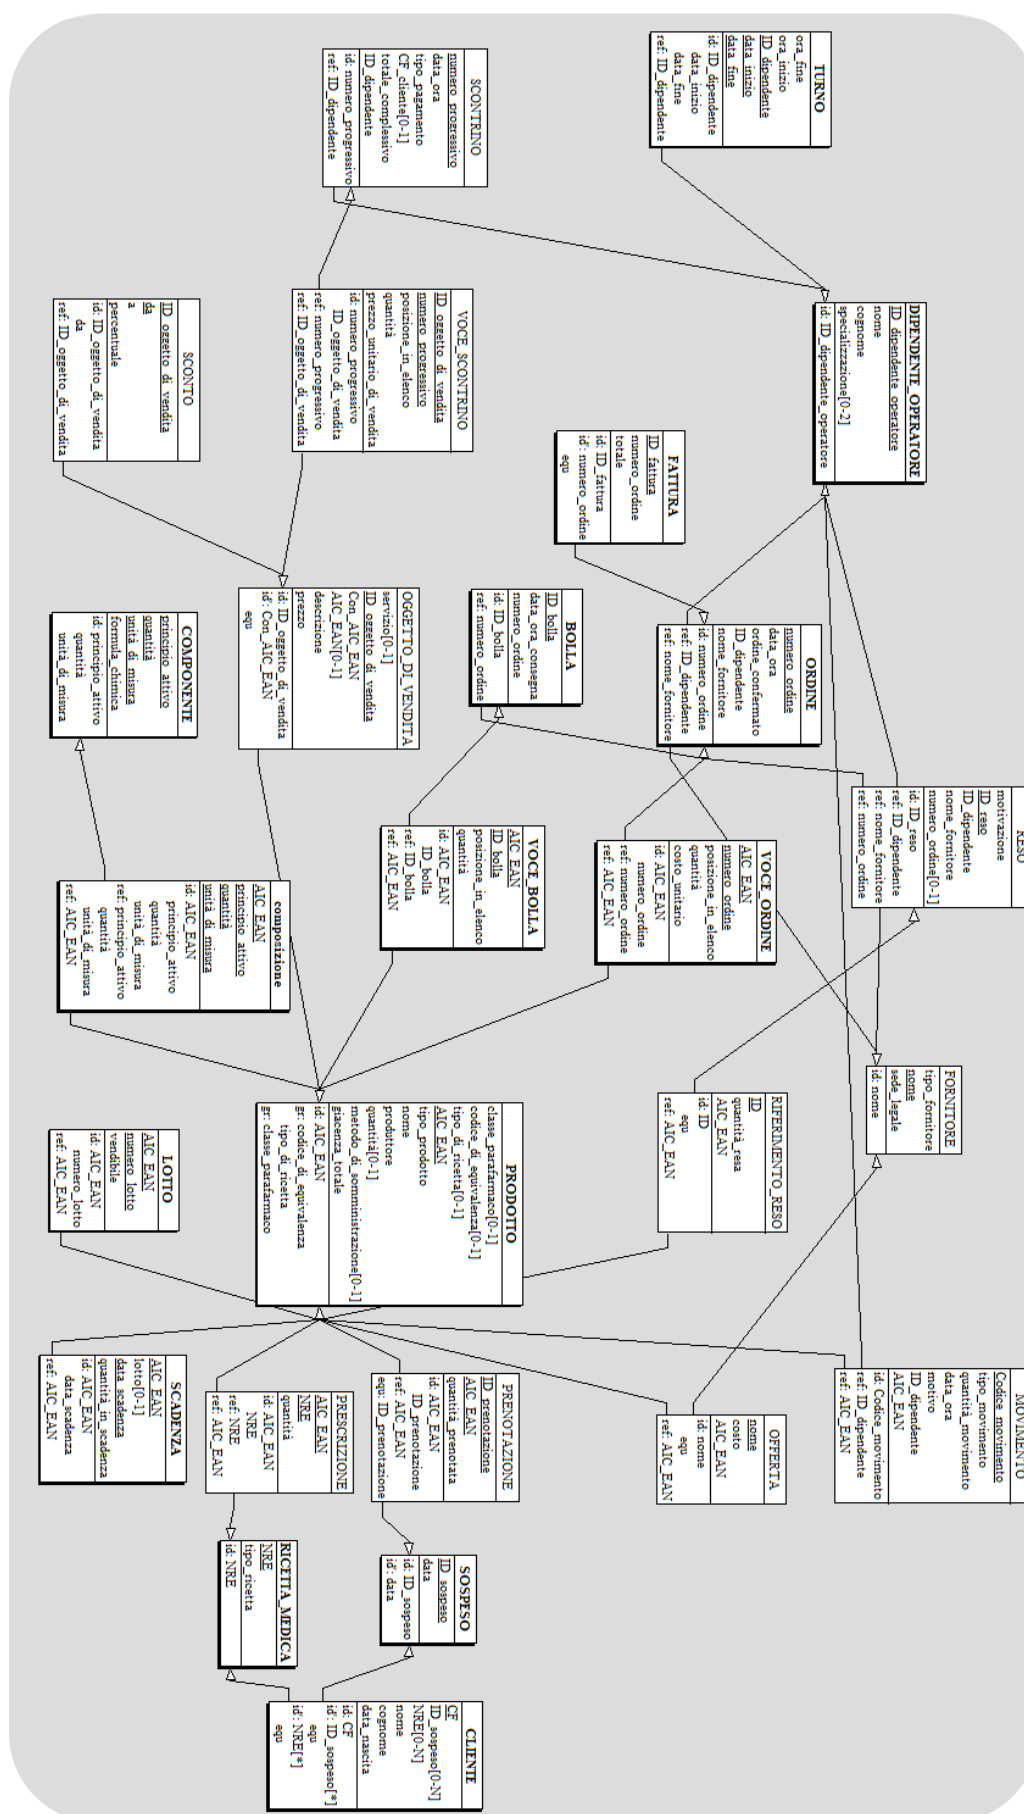 TURNO
ora_fine
ora_inizio
ID_dipendente
data_inizio
data_fine
id: ID_dipendente
data_inizio
data_fine
ref: ID_dipendente
SCONTRINO
numero_progressivo
data_ora
tipo_pagamento
CF_cliente[0-1]
totale_complessivo
ID_dipendente
id: numero_progressivo
ref: ID_dipendente
DIPENDENTE_OPERATORE
ID_dipendente_operatore
nome
cognome
specializzazione[0-2]
id: ID_dipendente_operatore
VOCE_SCONTRINO
ID_oggetto_di_vendita
numero_progressivo
posizione_in_elenco
quantità
prezzo_unitario_di_vendita
id: numero_progressivo
ID_oggetto_di_vendita
ref: numero_progressivo
ref: ID_oggetto_di_vendita
SCONTO
ID_oggetto_di_vendita
da
a
percentuale
id: ID_oggetto_di_vendita
da
ref: ID_oggetto_di_vendita
FATTURA
ID_fattura
numero_ordine
totale
id: ID_fattura
id': numero_ordine
equ
ORDINE
numero_ordine
data_ora
ordine_confermato
ID_dipendente
nome_fornitore
id: numero_ordine
ref: ID_dipendente
ref: nome_fornitore
BOLLA
ID_bolla
data_ora_consegna
numero_ordine
id: ID_bolla
ref: numero_ordine
OGGETTO_DI_VENDITA
servizio[0-1]
ID_oggetto_di_vendita
Con_AIC_EAN
AIC_EAN[0-1]
descrizione
prezzo
id: ID_oggetto_di_vendita
id': Con_AIC_EAN
equ
COMPONENTE
principio_attivo
quantità
unità_di_misura
formula_chimica
id: principio_attivo
quantità
unità_di_misura
RESO
motivazione
ID_reso
ID_dipendente
nome_fornitore
numero_ordine[0-1]
id: ID_reso
ref: ID_dipendente
ref: nome_fornitore
ref: numero_ordine
VOCE_ORDINE
AIC_EAN
numero_ordine
posizione_in_elenco
quantità
costo_unitario
id: AIC_EAN
numero_ordine
ref: numero_ordine
ref: AIC_EAN
VOCE_BOLLA
AIC_EAN
ID_bolla
posizione_in_elenco
quantità
id: AIC_EAN
ID_bolla
ref: ID_bolla
ref: AIC_EAN
composizione
AIC_EAN
principio_attivo
quantità
unità_di_misura
id: AIC_EAN
principio_attivo
quantità
unità_di_misura
ref: principio_attivo
quantità
unità_di_misura
ref: AIC_EAN
FORNITORE
tipo_fornitore
nome
sede_legale
id: nome
RIFERIMENTO_RESO
ID
quantità_resa
AIC_EAN
id: ID
equ
ref: AIC_EAN
PRODOTTO
classe_parafarmaco[0-1]
codice_di_equivalenza[0-1]
tipo_di_ricetta[0-1]
AIC_EAN
tipo_prodotto
nome
produttore
quantità[0-1]
metodo_di_somministrazione[0-1]
giacenza_totale
id: AIC_EAN
gr: codice_di_equivalenza
tipo_di_ricetta
gr: classe_parafarmaco
LOTTO
AIC_EAN
numero_lotto
vendibile
id: AIC_EAN
numero_lotto
ref: AIC_EAN
MOVIMENTO
Codice_movimento
tipo_movimento
quantità_movimento
data_ora
motivo
ID_dipendente
AIC_EAN
id: Codice_movimento
ref: ID_dipendente
ref: AIC_EAN
OFFERTA
nome
costo
AIC_EAN
id: nome
equ
ref: AIC_EAN
PRENOTAZIONE
ID_prenotazione
AIC_EAN
quantità_prenotata
id: AIC_EAN
ID_prenotazione
ref: AIC_EAN
equ: ID_prenotazione
PRESCRIZIONE
AIC_EAN
NRE
quantità
id: AIC_EAN
NRE
ref: NRE
ref: AIC_EAN
SCADENZA
AIC_EAN
lotto[0-1]
data_scadenza
quantità_in_scadenza
id: AIC_EAN
data_scadenza
ref: AIC_EAN
SOSPESO
ID_sospeso
data
id: ID_sospeso
id': data
RICETTA_MEDICA
NRE
tipo_ricetta
id: NRE
CLIENTE
CF
ID_sospeso[0-N]
NRE[0-N]
nome
cognome
data_nascita
id: CF
id': ID_sospeso[*]
equ
id': NRE[*]
equ